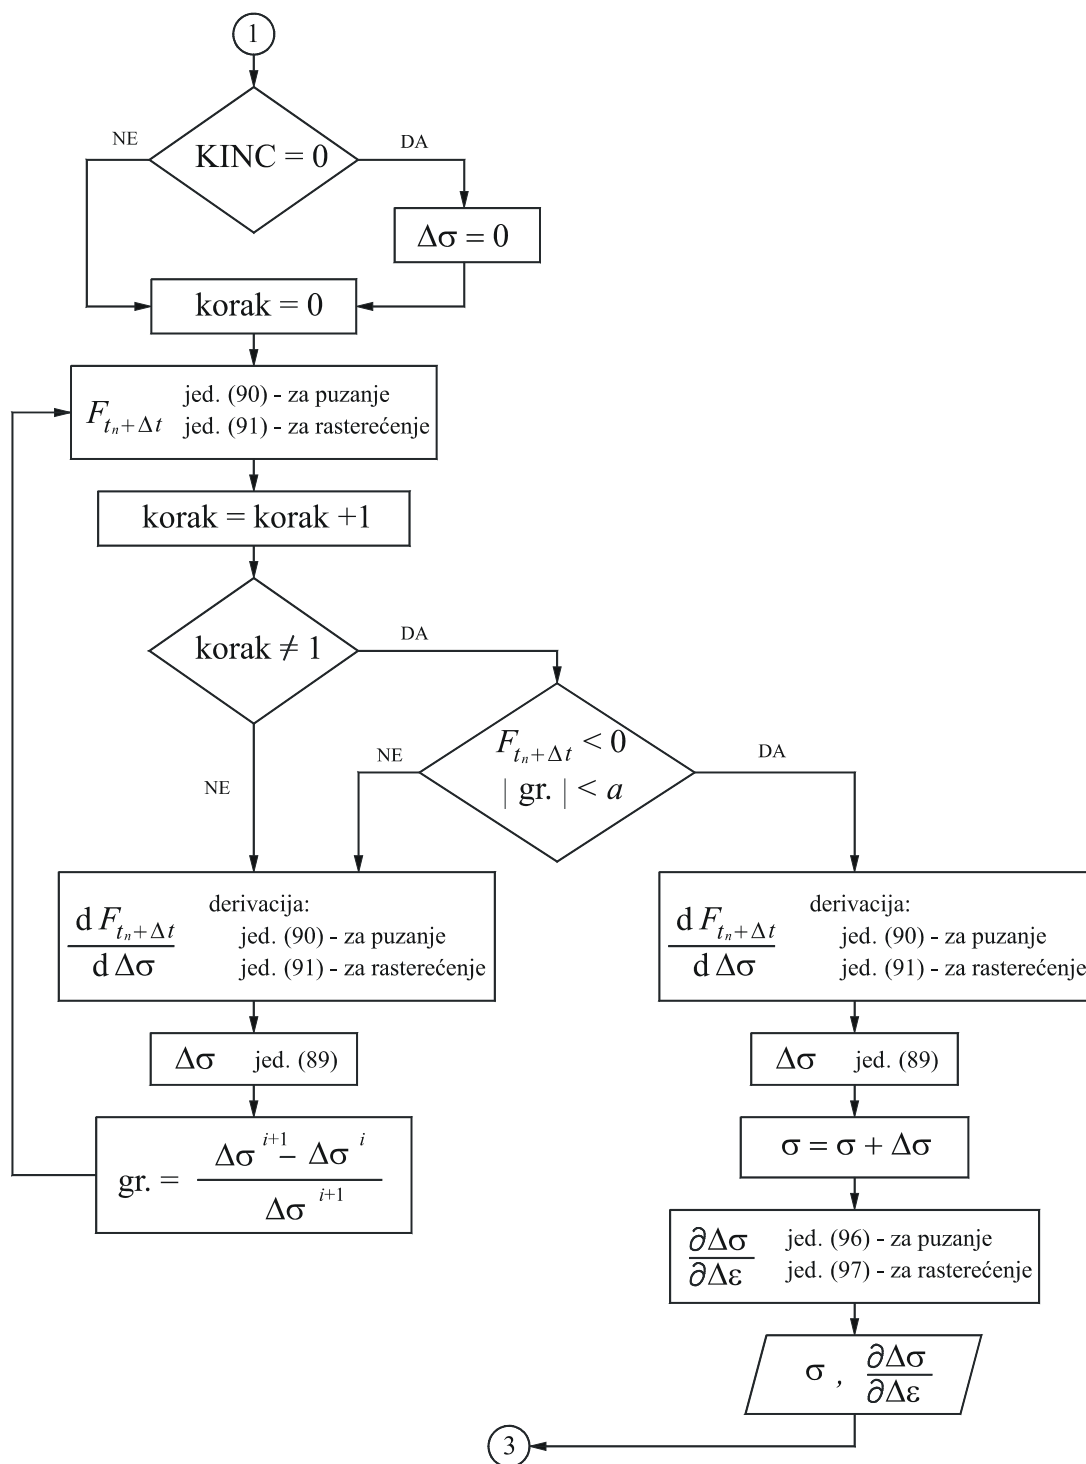 1
KINC = 0
NE
DA
Δσ = 0
korak = 0
F_{t_n+Δt}
jed. (90) - za puzanje
jed. (91) - za rasterećenje
korak = korak +1
korak ≠ 1
DA
NE
F_{t_n+Δt} < 0
| gr. | < a
NE
DA
d F_{t_n+Δt}
d Δσ
derivacija:
jed. (90) - za puzanje
jed. (91) - za rasterećenje
d F_{t_n+Δt}
d Δσ
derivacija:
jed. (90) - za puzanje
jed. (91) - za rasterećenje
Δσ jed. (89)
Δσ jed. (89)
gr. =
Δσ^{i+1} - Δσ^{i}
Δσ^{i+1}
σ = σ + Δσ
∂Δσ
∂Δε
jed. (96) - za puzanje
jed. (97) - za rasterećenje
σ ,
∂Δσ
∂Δε
3